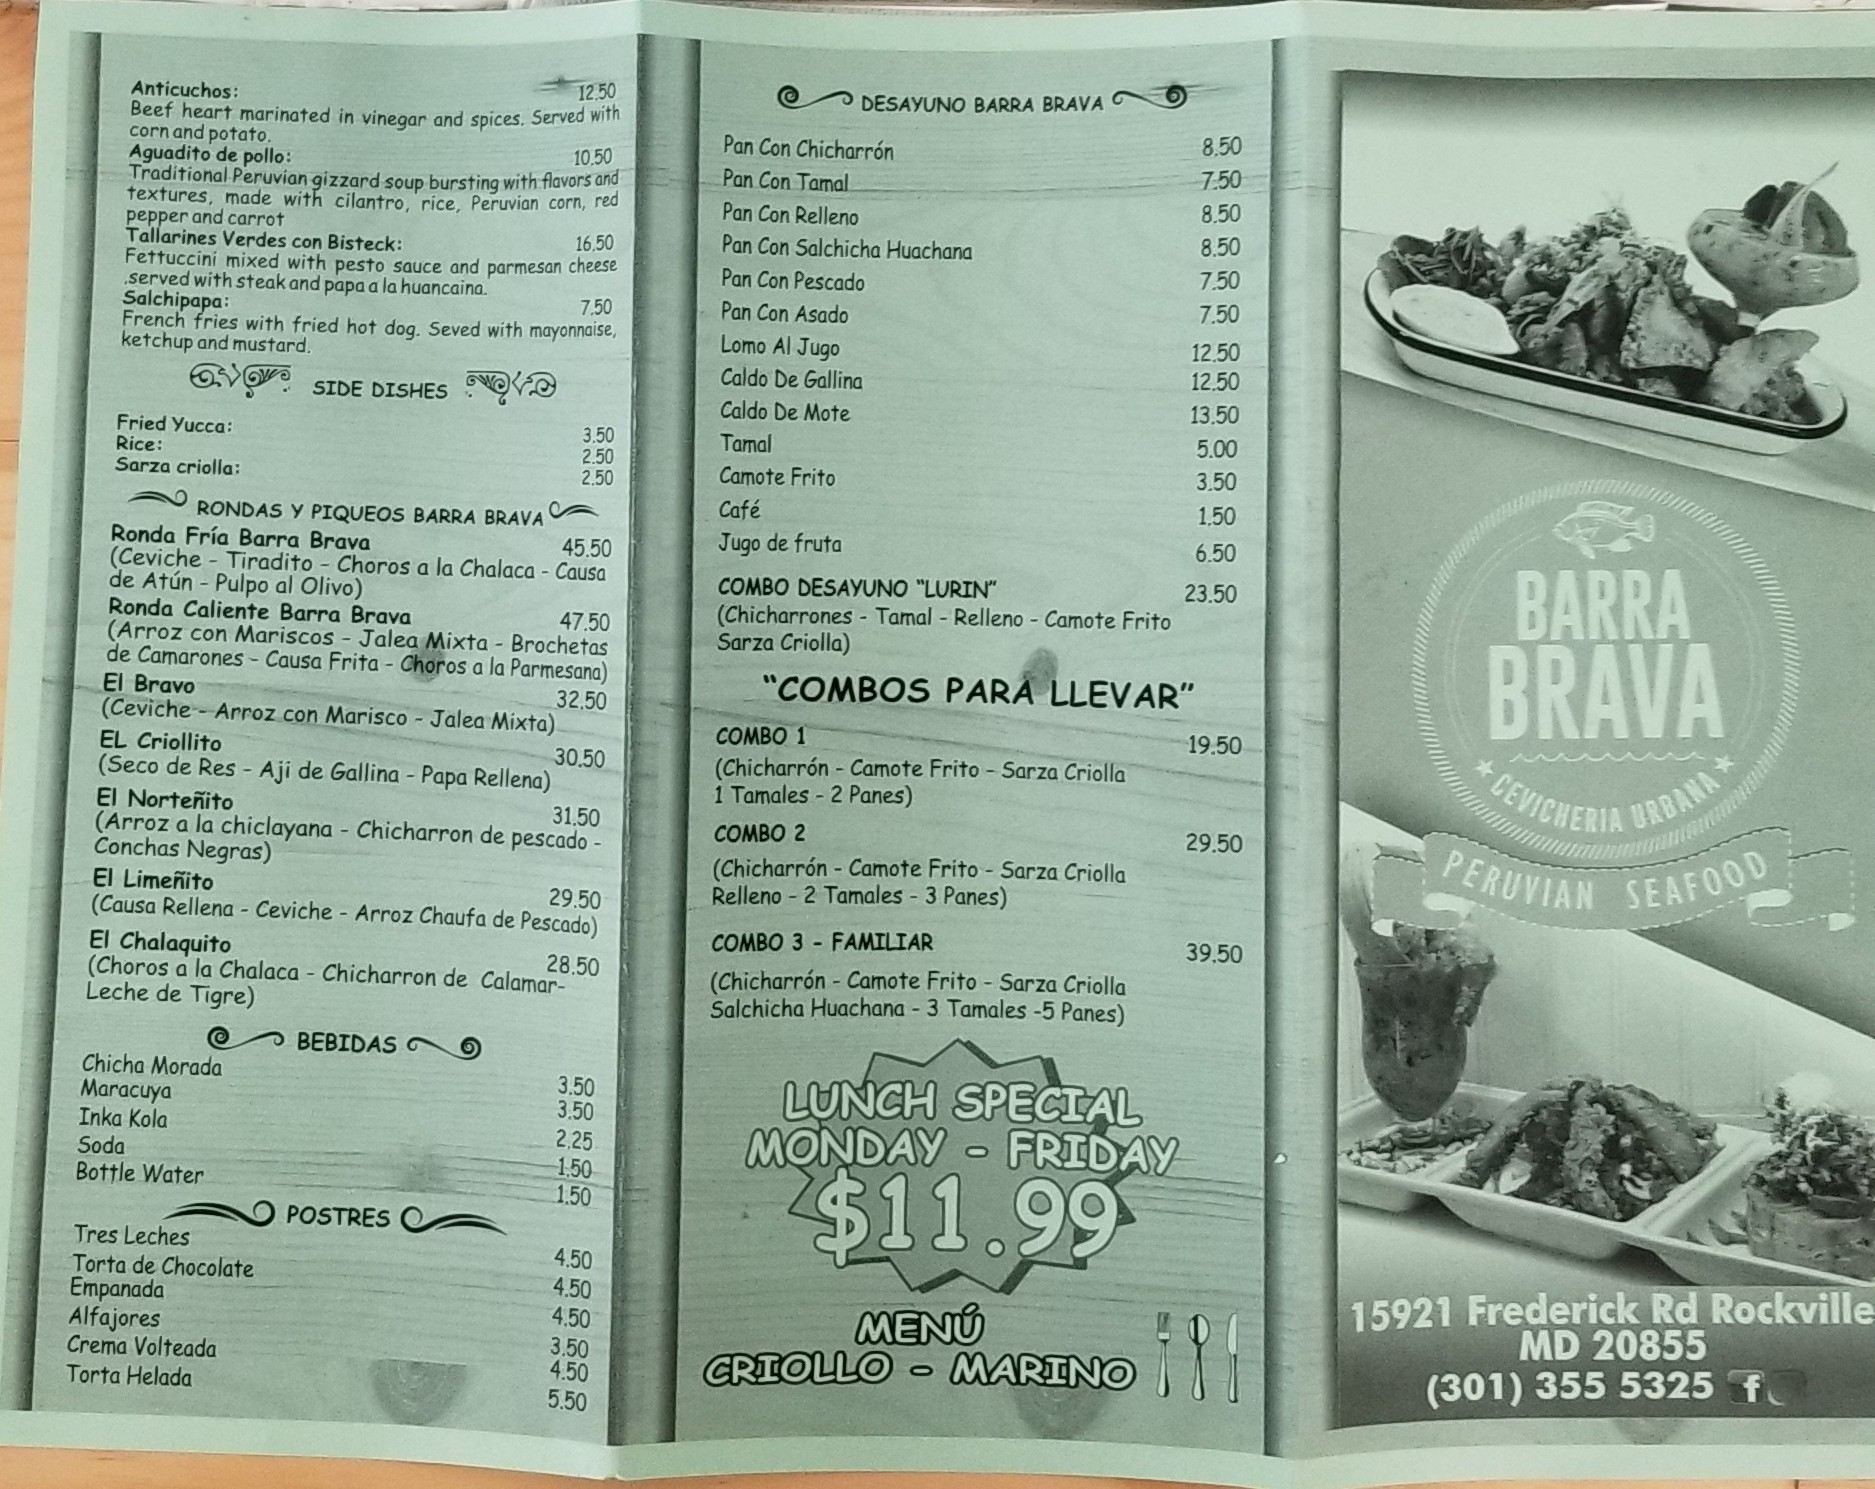 Anticuchos: 12.50
Beef heart marinated in vinegar and spices. Served with
corn and potato.
Aguadito de pollo: 10.50
Traditional Peruvian gizzard soup bursting with flavors and
textures, made with cilantro, rice, Peruvian corn, red
pepper and carrot
Tallarines Verdes con Bisteck: 16.50
Fettuccini mixed with pesto sauce and parmesan cheese
.served with steak and papa a la huancaina.
Salchipapa: 7.50
French fries with fried hot dog. Seved with mayonnaise,
ketchup and mustard.
SIDE DISHES
Fried Yucca: 3.50
Rice: 2.50
Sarza criolla: 2.50
RONDAS Y PIQUEOS BARRA BRAVA
Ronda Fría Barra Brava 45.50
(Ceviche - Tiradito - Choros a la Chalaca - Causa
de Atún - Pulpo al Olivo)
Ronda Caliente Barra Brava 47.50
(Arroz con Mariscos - Jalea Mixta - Brochetas
de Camarones - Causa Frita - Choros a la Parmesana)
El Bravo 32.50
(Ceviche - Arroz con Marisco - Jalea Mixta)
EL Criollito 30.50
(Seco de Res - Aji de Gallina - Papa Rellena)
El Norteñito 31.50
(Arroz a la chiclayana - Chicharron de pescado -
Conchas Negras)
El Limeñito 29.50
(Causa Rellena - Ceviche - Arroz Chaufa de Pescado)
El Chalaquito 28.50
(Choros a la Chalaca - Chicharron de Calamar-
Leche de Tigre)
BEBIDAS
Chicha Morada 3.50
Maracuya 3.50
Inka Kola 2.25
Soda 1.50
Bottle Water 1.50
POSTRES
Tres Leches 4.50
Torta de Chocolate 4.50
Empanada 4.50
Alfajores 3.50
Crema Volteada 4.50
Torta Helada 5.50
DESAYUNO BARRA BRAVA
Pan Con Chicharrón 8.50
Pan Con Tamal 7.50
Pan Con Relleno 8.50
Pan Con Salchicha Huachana 8.50
Pan Con Pescado 7.50
Pan Con Asado 7.50
Lomo Al Jugo 12.50
Caldo De Gallina 12.50
Caldo De Mote 13.50
Tamal 5.00
Camote Frito 3.50
Café 1.50
Jugo de fruta 6.50
COMBO DESAYUNO "LURIN" 23.50
(Chicharrones - Tamal - Relleno - Camote Frito
Sarza Criolla)
"COMBOS PARA LLEVAR"
COMBO 1 19.50
(Chicharrón - Camote Frito - Sarza Criolla
1 Tamales - 2 Panes)
COMBO 2 29.50
(Chicharrón - Camote Frito - Sarza Criolla
Relleno - 2 Tamales - 3 Panes)
COMBO 3 - FAMILIAR 39.50
(Chicharrón - Camote Frito - Sarza Criolla
Salchicha Huachana - 3 Tamales -5 Panes)
LUNCH SPECIAL
MONDAY - FRIDAY
$11.99
MENÚ
CRIOLLO - MARINO
BARRA
BRAVA
CEVICHERIA URBANA
PERUVIAN SEAFOOD
15921 Frederick Rd Rockville
MD 20855
(301) 355 5325 f